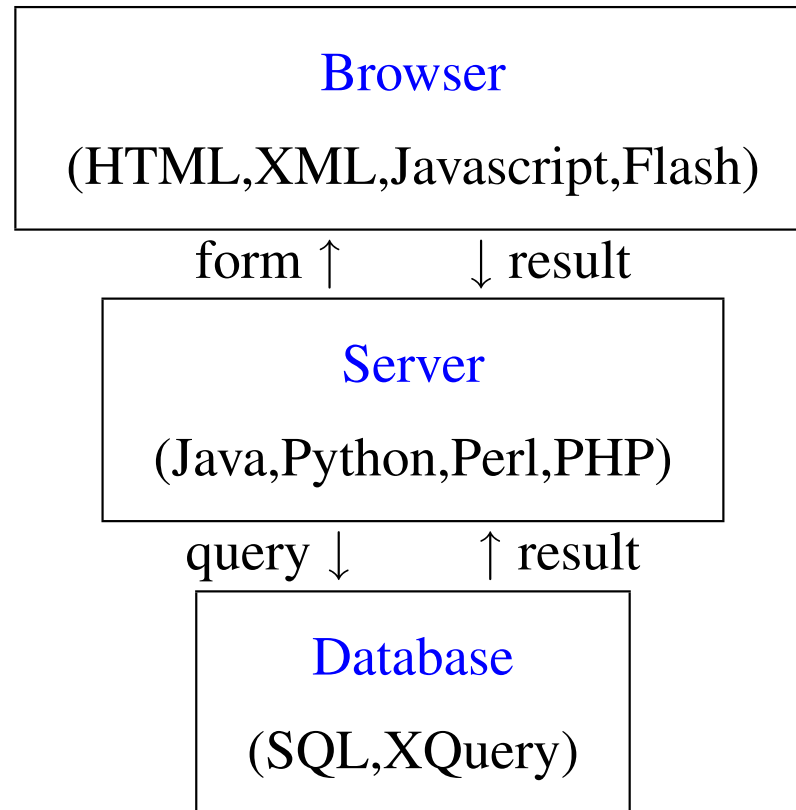 Browser
(HTML,XML,Javascript,Flash)
form ↑ ↓ result
Server
(Java,Python,Perl,PHP)
query ↓ ↑ result
Database
(SQL,XQuery)